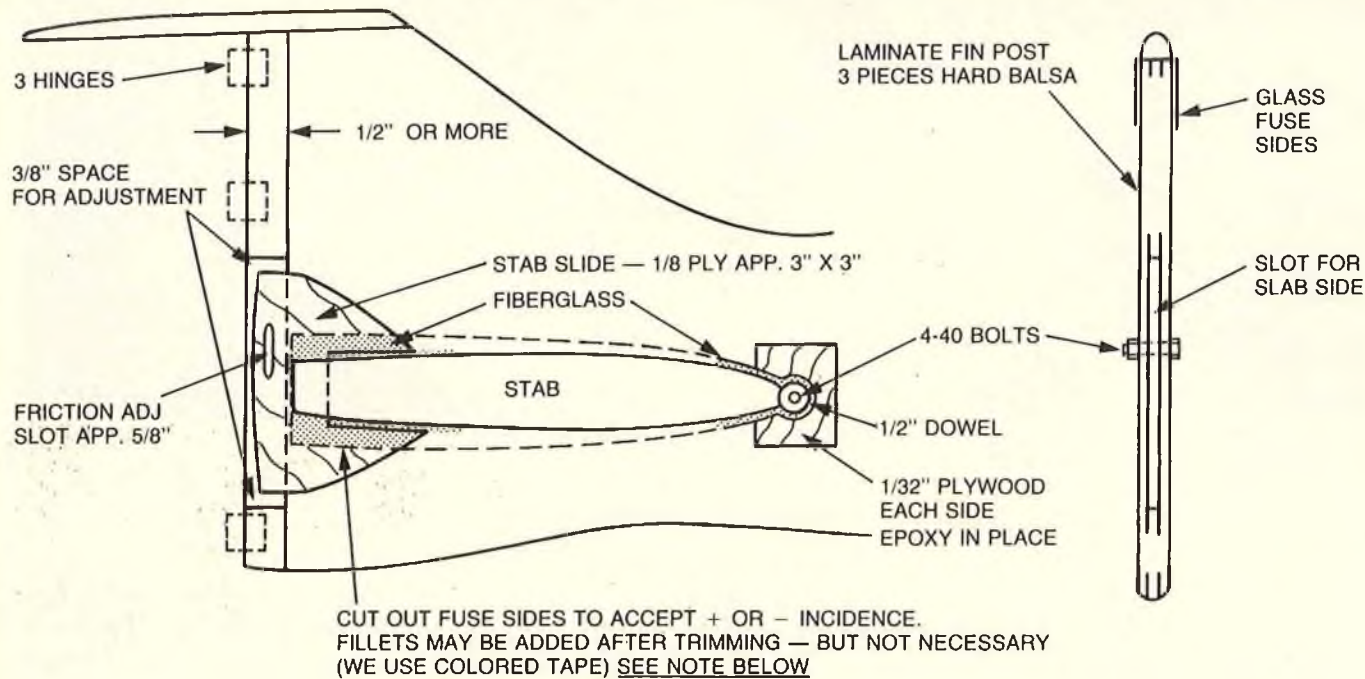 3 HINGES
1/2" OR MORE
3/8" SPACE
FOR ADJUSTMENT
STAB SLIDE — 1/8 PLY APP. 3" X 3"
FIBERGLASS
STAB
FRICTION ADJ
SLOT APP. 5/8"
4-40 BOLTS
1/2" DOWEL
1/32" PLYWOOD
EACH SIDE
EPOXY IN PLACE
LAMINATE FIN POST
3 PIECES HARD BALSA
GLASS
FUSE
SIDES
SLOT FOR
SLAB SIDE
CUT OUT FUSE SIDES TO ACCEPT + OR − INCIDENCE.
FILLETS MAY BE ADDED AFTER TRIMMING — BUT NOT NECESSARY
(WE USE COLORED TAPE) SEE NOTE BELOW